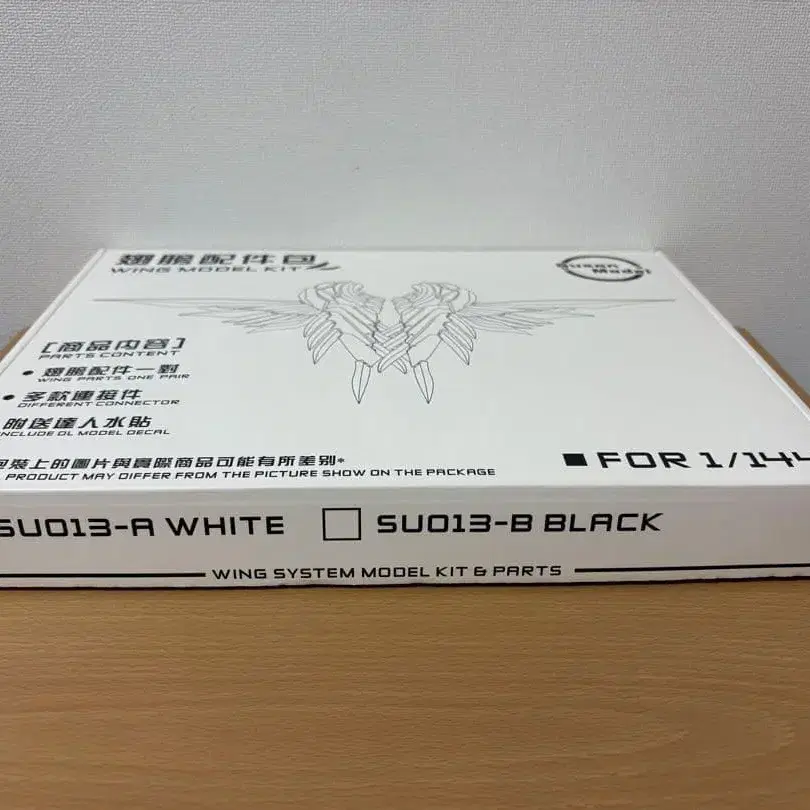 翅膀配件包
WING MODEL KIT
Susan Model
[商品内容]
PARTS CONTENT
• 翅膀配件一對
WING PARTS ONE PAIR
• 多款連接件
DIFFERENT CONNECTOR
附送達人水貼
INCLUDE DL MODEL DECAL
包裝上的圖片與實際商品可能有所差别*
PRODUCT MAY DIFFER FROM THE PICTURE SHOW ON THE PACKAGE
■ FOR 1/144
SU013-A WHITE □ SU013-B BLACK
WING SYSTEM MODEL KIT & PARTS